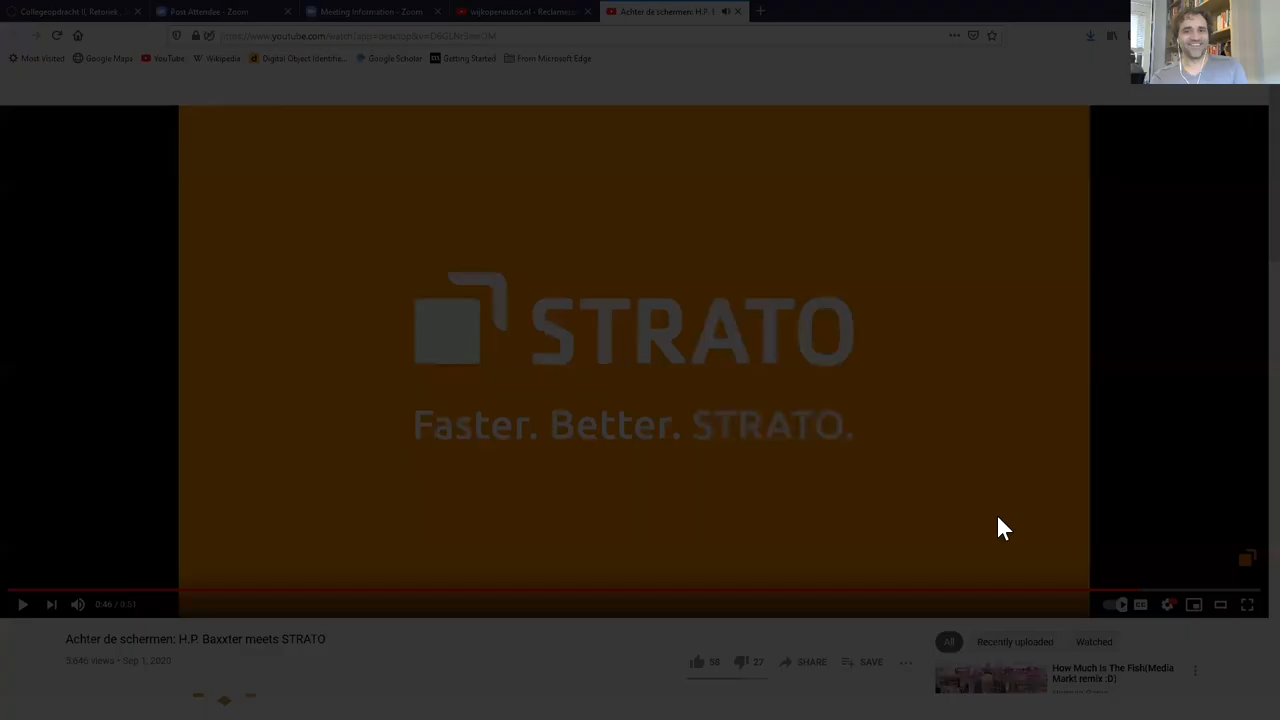 Collegeopdracht II, Retoriek,
Post Attendee - Zoom
Meeting Information - Zoom
wijkopenautos.nl - Reclamesp
Achter de schermen: H.P. B
Most Visited
Google Maps
YouTube
Wikipedia
Digital Object Identifie...
Google Scholar
Getting Started
From Microsoft Edge
STRATO
Faster. Better. STRATO.
0:46 / 0:51
CC
Achter de schermen: H.P. Baxxter meets STRATO
5,646 views • Sep 1, 2020
58
27
SHARE
SAVE
All
Recently uploaded
Watched
How Much Is The Fish(Media
Markt remix :D)